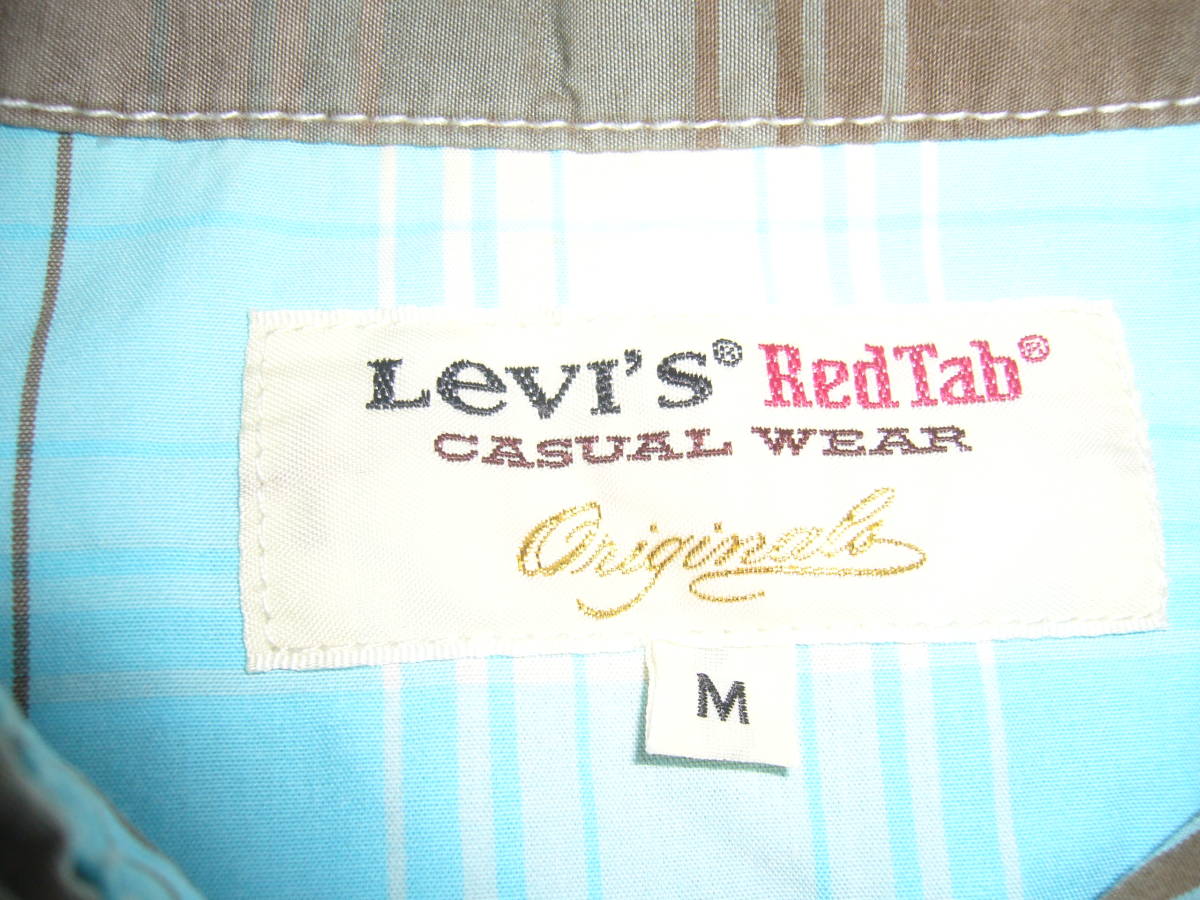 Levi's® RedTab®
CASUAL WEAR
Originals
M